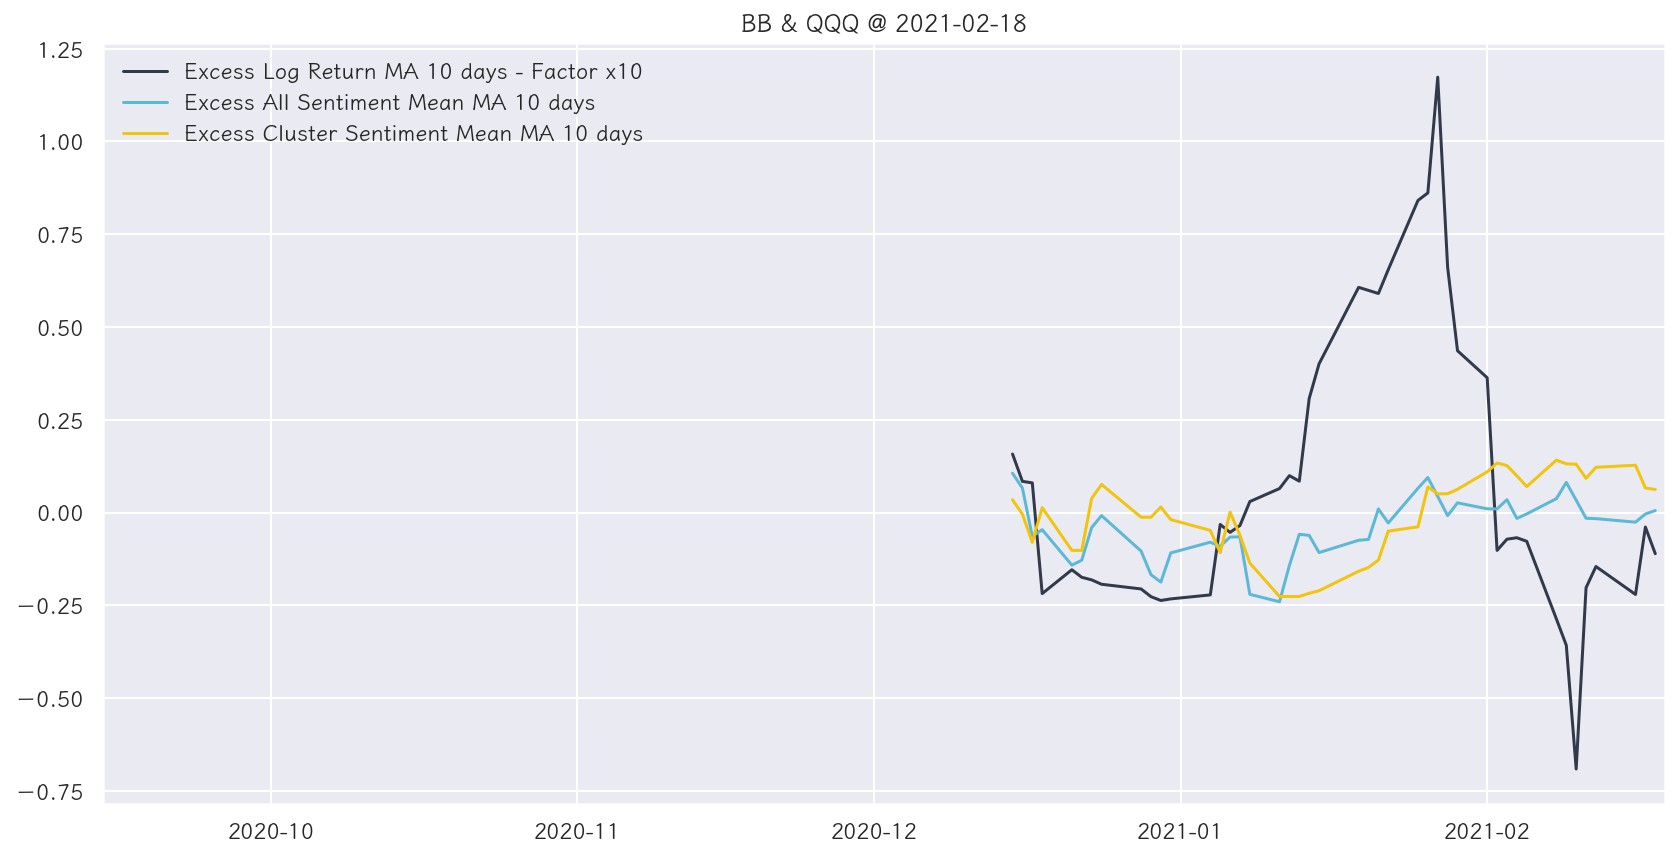 BB & QQQ @ 2021-02-18
Excess Log Return MA 10 days - Factor x10
Excess All Sentiment Mean MA 10 days
Excess Cluster Sentiment Mean MA 10 days
1.25
1.00
0.75
0.50
0.25
0.00
−0.25
−0.50
−0.75
2020-10 2020-11 2020-12 2021-01 2021-02